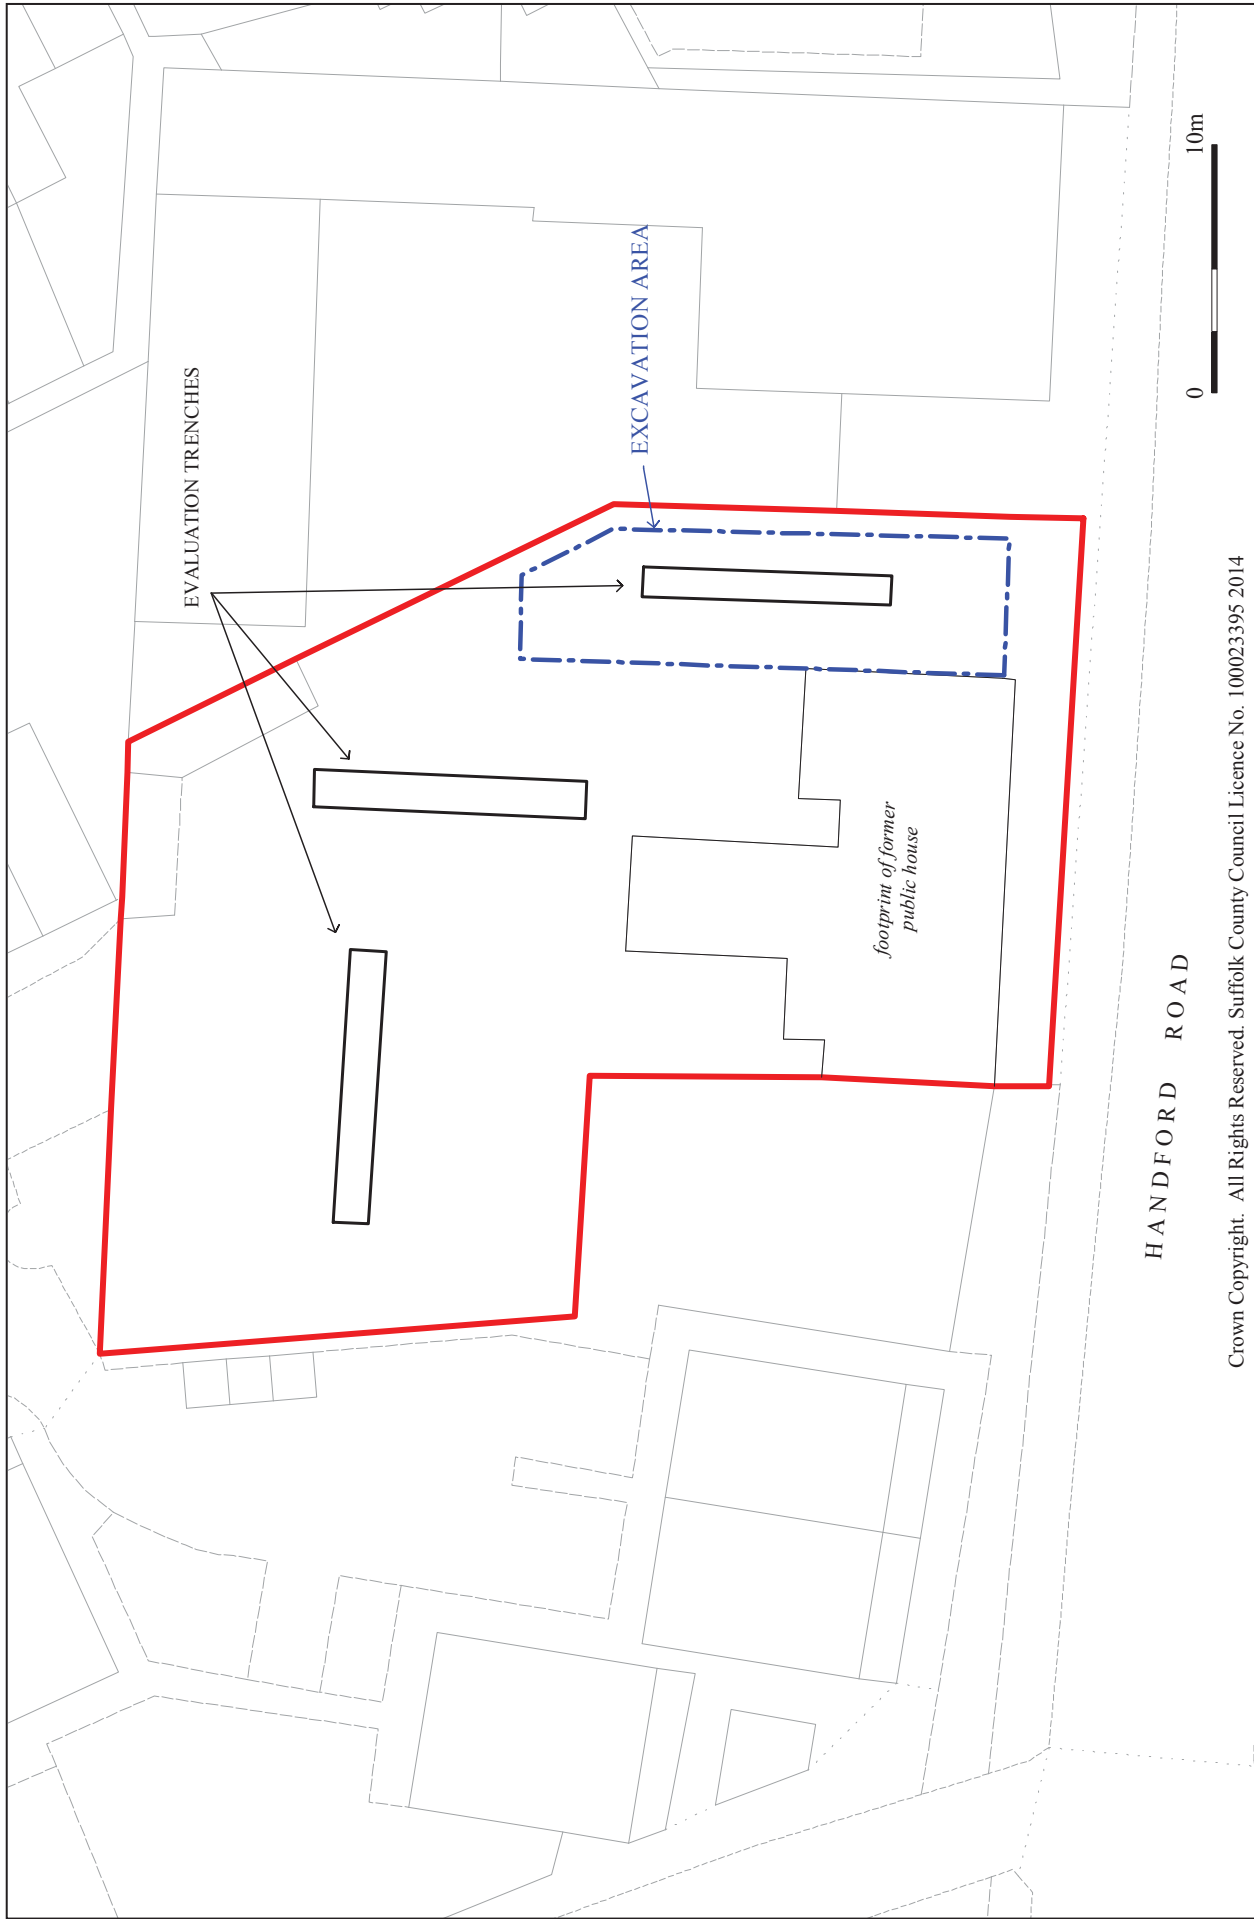 EVALUATION TRENCHES
EXCAVATION AREA
footprint of former
public house
HANDFORD ROAD
0
10m
Crown Copyright. All Rights Reserved. Suffolk County Council Licence No. 100023395 2014